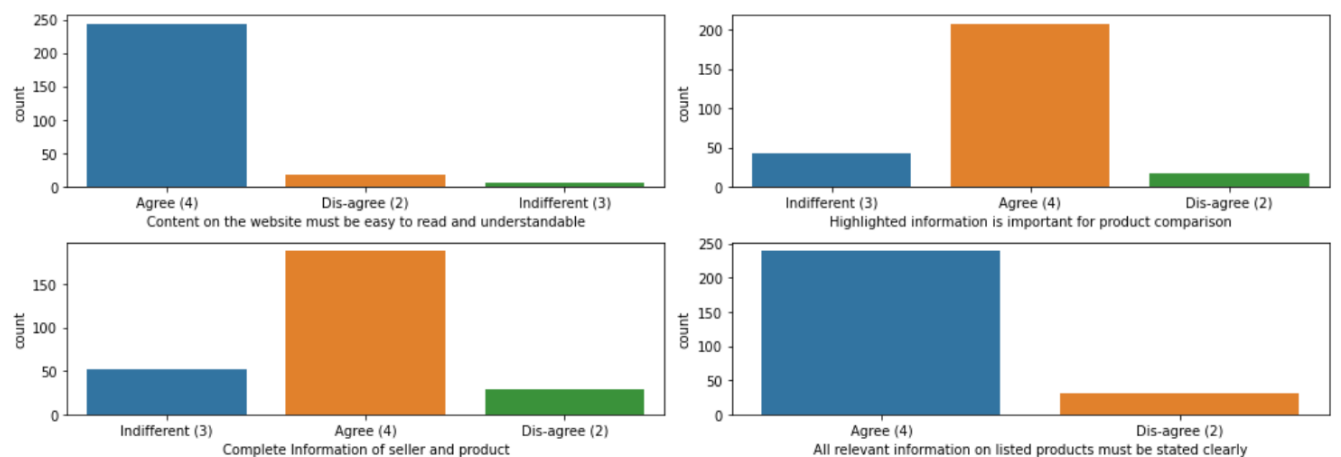 250
200
150
100
50
0
count
Agree (4) Dis-agree (2) Indifferent (3)
Content on the website must be easy to read and understandable
200
150
100
50
0
count
Indifferent (3) Agree (4) Dis-agree (2)
Highlighted information is important for product comparison
150
100
50
0
count
Indifferent (3) Agree (4) Dis-agree (2)
Complete Information of seller and product
250
200
150
100
50
0
count
Agree (4) Dis-agree (2)
All relevant information on listed products must be stated clearly